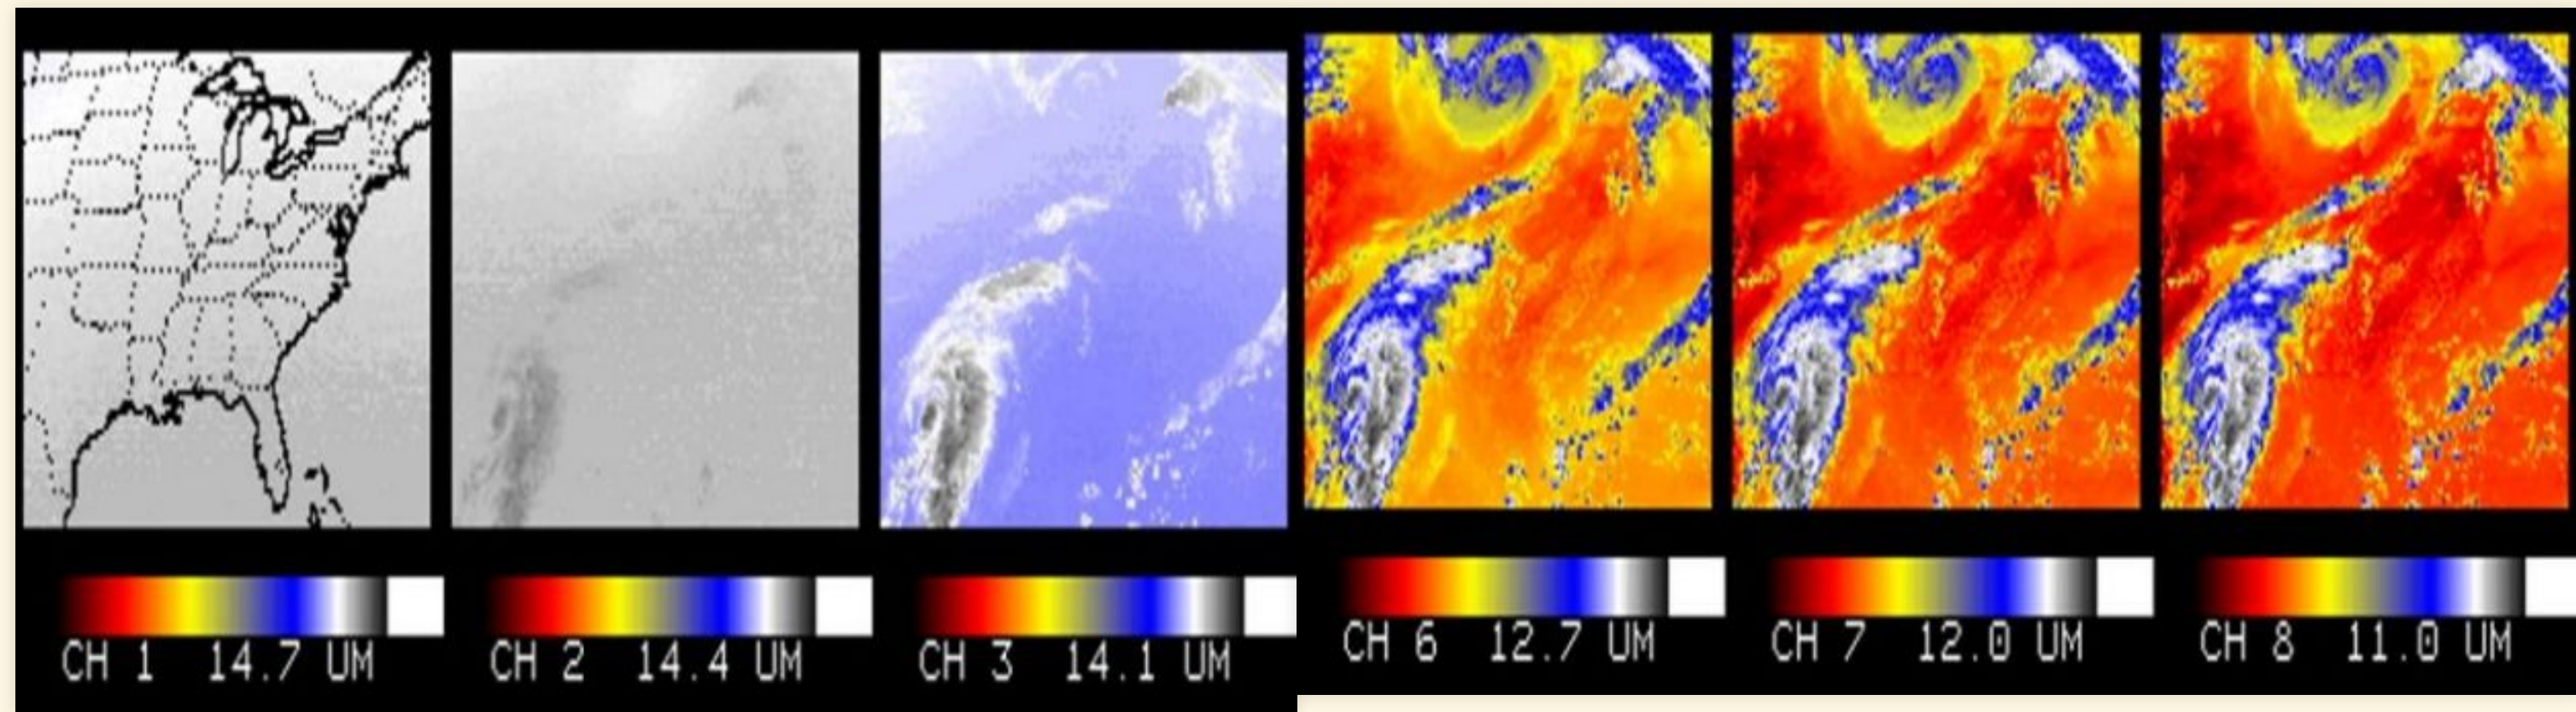 CH 1 14.7 UM
CH 2 14.4 UM
CH 3 14.1 UM
CH 6 12.7 UM
CH 7 12.0 UM
CH 8 11.0 UM